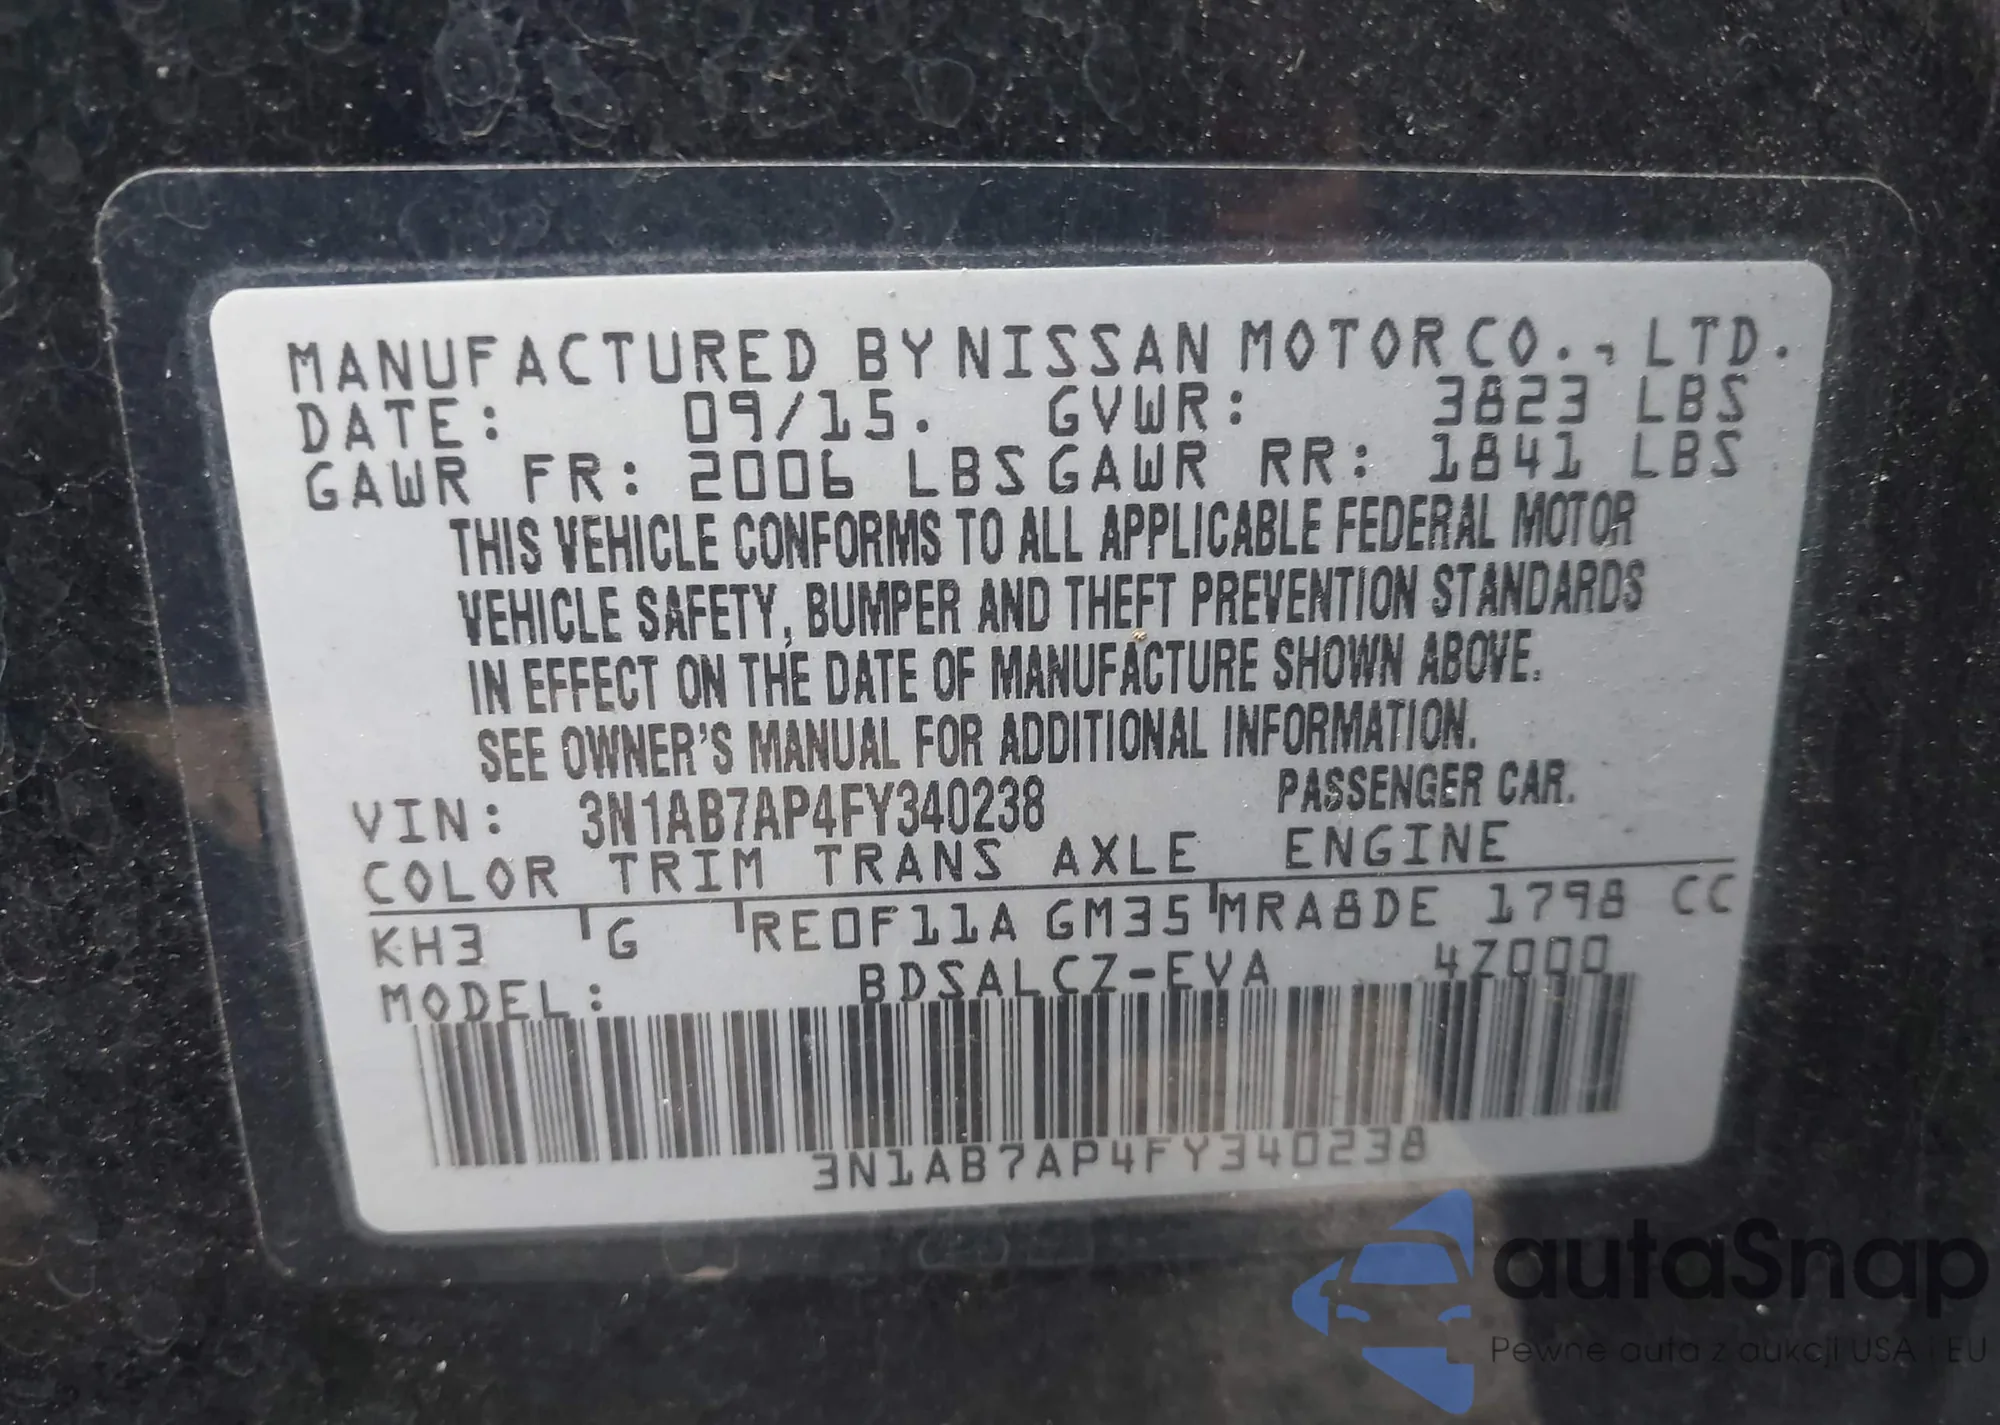 MANUFACTURED BY NISSAN MOTOR CO., LTD.
DATE: 09/15. GVWR: 3823 LBS
GAWR FR: 2006 LBS GAWR RR: 1841 LBS
THIS VEHICLE CONFORMS TO ALL APPLICABLE FEDERAL MOTOR
VEHICLE SAFETY, BUMPER AND THEFT PREVENTION STANDARDS
IN EFFECT ON THE DATE OF MANUFACTURE SHOWN ABOVE.
SEE OWNER'S MANUAL FOR ADDITIONAL INFORMATION.
VIN: 3N1AB7AP4FY340238 PASSENGER CAR.
COLOR TRIM TRANS AXLE ENGINE
KH3 G RE0F11A GM35 MRA8DE 1798 CC
MODEL: BDSALCZ-EVA 4Z000
3N1AB7AP4FY340238
autaSnap
Pewne auta z aukcji USA i EU